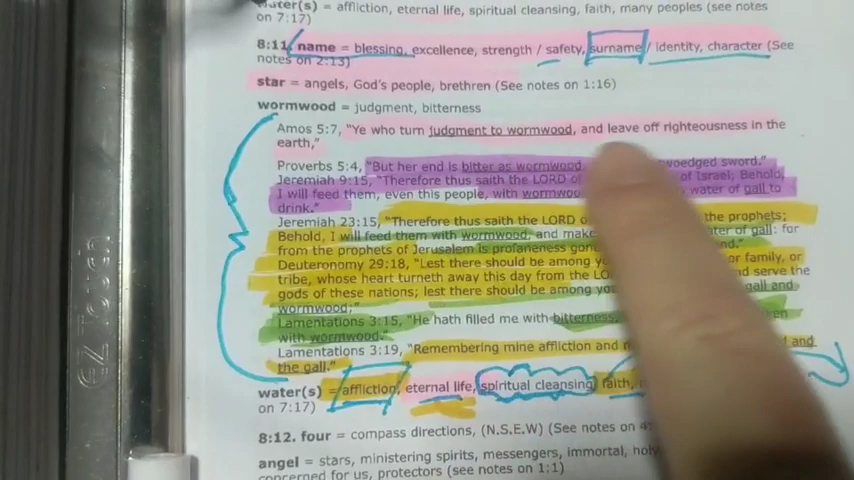 water(s) = affliction, eternal life, spiritual cleansing, faith, many peoples (see notes
on 7:17)
8:11. name = blessing, excellence, strength / safety, surname / identity, character (See
notes on 2:13)
star = angels, God's people, brethren (See notes on 1:16)
wormwood = judgment, bitterness
Amos 5:7, "Ye who turn judgment to wormwood, and leave off righteousness in the
earth,"
Proverbs 5:4, "But her end is bitter as wormwood woedged sword."
Jeremiah 9:15, "Therefore thus saith the LORD of Israel; Behold,
I will feed them, even this people, with wormwood water of gall to
drink."
Jeremiah 23:15, "Therefore thus saith the LORD the prophets;
Behold, I will feed them with wormwood, and make of gall: for
from the prophets of Jerusalem is profaneness
Deuteronomy 29:18, "Lest there should be among or family, or
tribe, whose heart turneth away this day from the and serve the
gods of these nations; lest there should be among gall and
wormwood;"
Lamentations 3:15, "He hath filled me with bitterness,
with wormwood."
Lamentations 3:19, "Remembering mine affliction and and
the gall."
water(s) = affliction, eternal life, spiritual cleansing, faith,
on 7:17)
8:12. four = compass directions, (N.S.E.W) (See notes on
angel = stars, ministering spirits, messengers, immortal,
concerned for us, protectors (see notes on 1:1)
EZ Torah